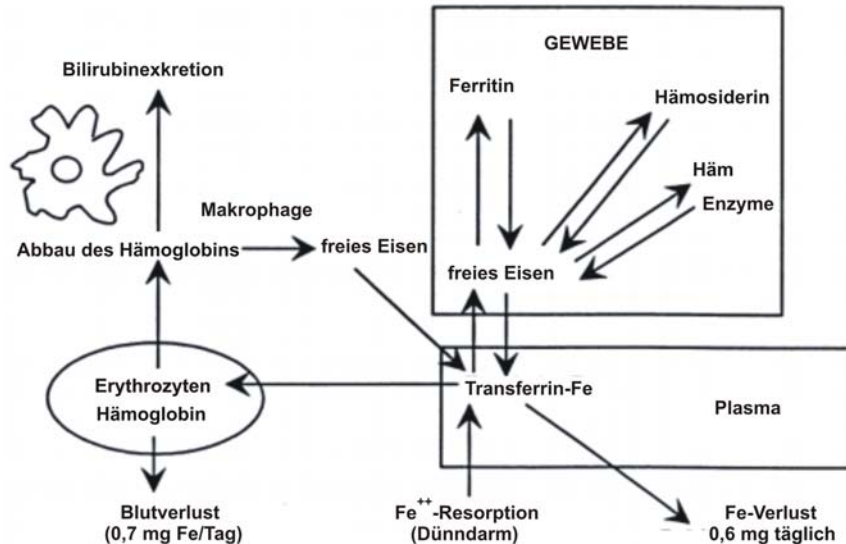 GEWEBE
Bilirubinexkretion
Ferritin
Hämosiderin
Häm
Enzyme
Makrophage
Abbau des Hämoglobins
freies Eisen
freies Eisen
Erythrozyten
Hämoglobin
Transferrin-Fe
Plasma
Blutverlust
(0,7 mg Fe/Tag)
Fe⁺⁺-Resorption
(Dünndarm)
Fe-Verlust
0,6 mg täglich